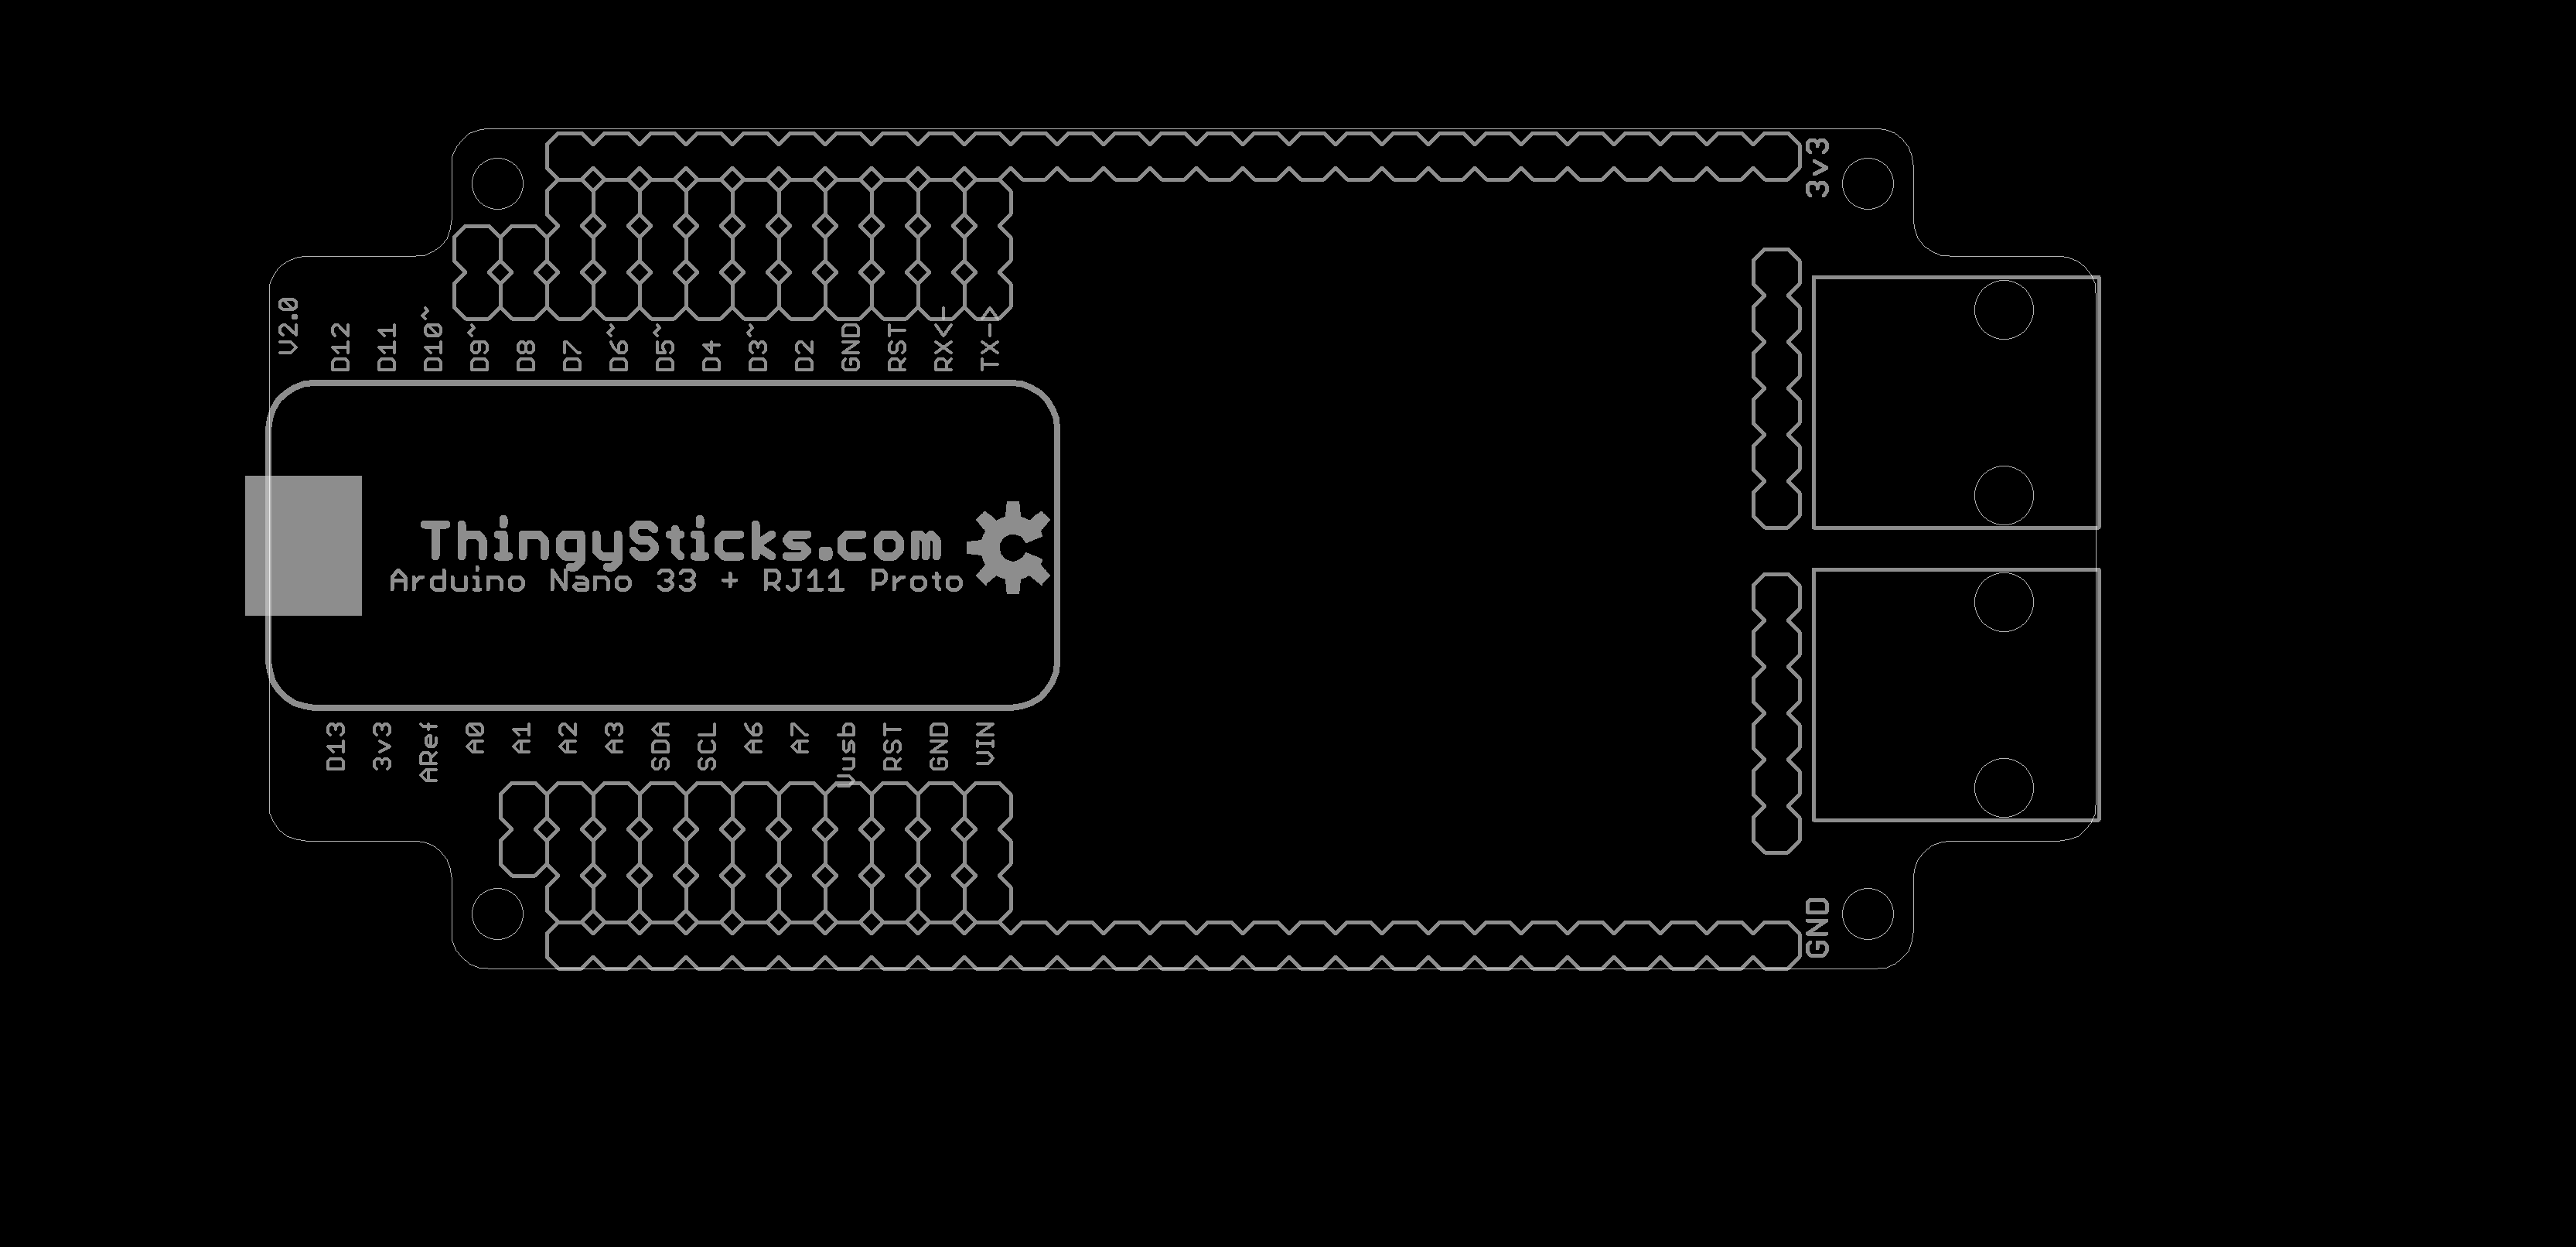 3v3
V2.0
D12
D11
D10~
D9~
D8
D7
D6~
D5~
D4
D3~
D2
GND
RST
RX<-
TX->
ThingySticks.com
Arduino Nano 33 + RJ11 Proto
D13
3v3
ARef
A0
A1
A2
A3
SDA
SCL
A6
A7
Vusb
RST
GND
VIN
GND